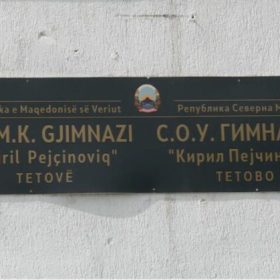 ka e Maqedonisë së Veriut
Република Северна М
M.K. GJIMNAZI
С.О.У. ГИМНА
ril Pejçinoviq"
"Кирил Пејчин
TETOVË
ТЕТОВО